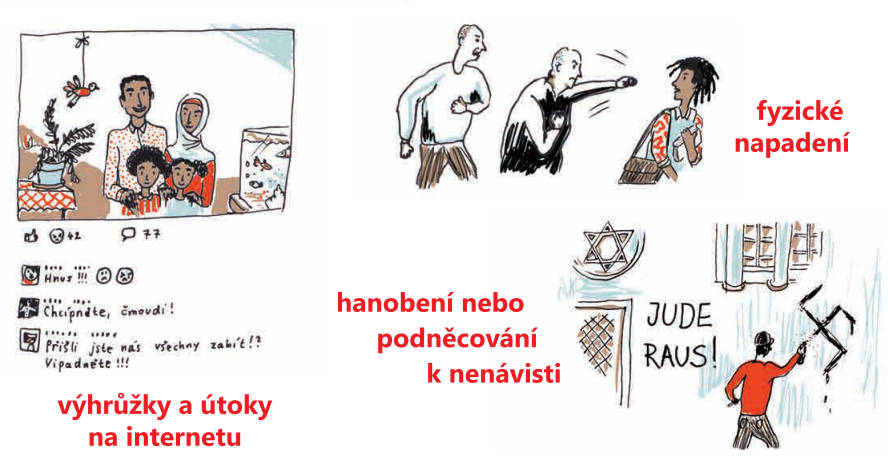 42 77
Hnus !!!
Chcípněte, čmoudi!
Přišli jste nás všechny zabít!?
Vipadněte !!!
výhrůžky a útoky
na internetu
fyzické
napadení
hanobení nebo
podněcování
k nenávisti
JUDE
RAUS!